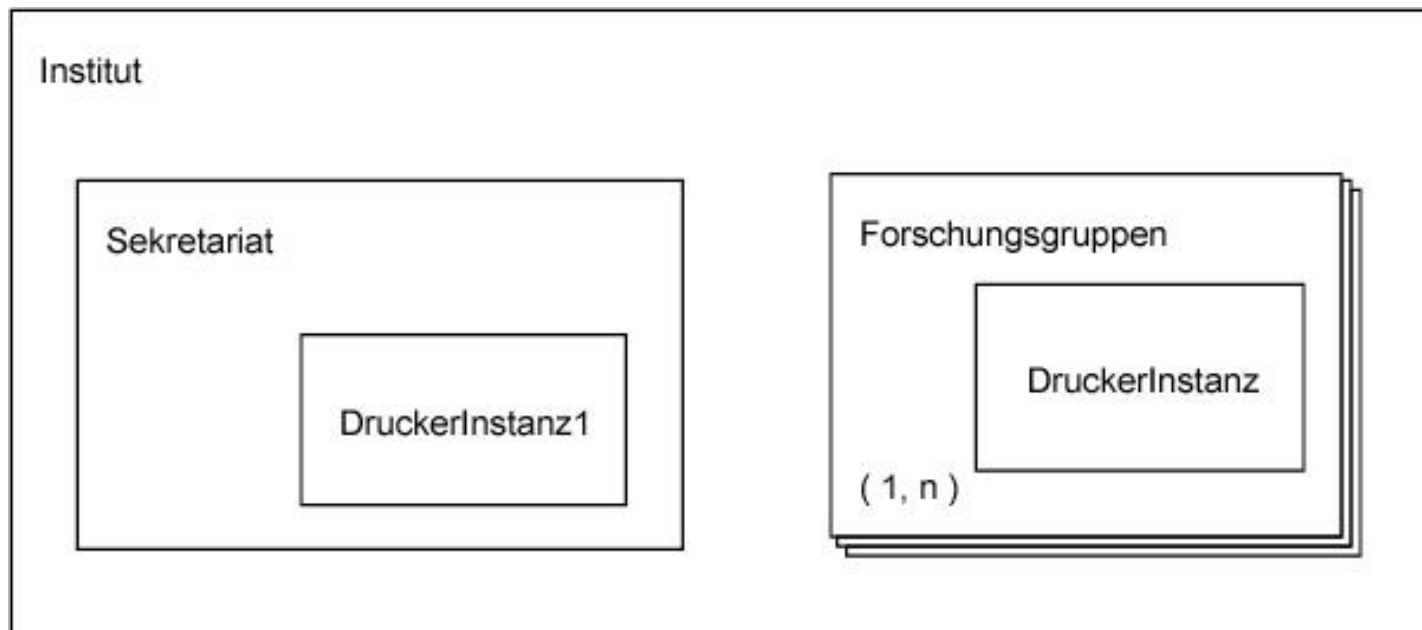 Institut
Sekretariat
DruckerInstanz1
Forschungsgruppen
DruckerInstanz
( 1, n )